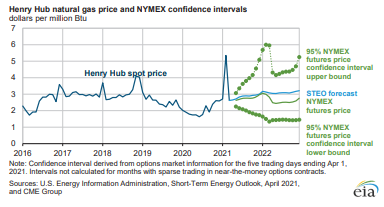 Henry Hub natural gas price and NYMEX confidence intervals
dollars per million Btu
7
6
5
4
3
2
1
0
2016
2017
2018
2019
2020
2021
2022
Henry Hub spot price
95% NYMEX
futures price
confidence interval
upper bound
STEO forecast
NYMEX
futures price
95% NYMEX
futures price
confidence interval
lower bound
Note: Confidence interval derived from options market information for the five trading days ending Apr 1,
2021. Intervals not calculated for months with sparse trading in near-the-money options contracts.
Sources: U.S. Energy Information Administration, Short-Term Energy Outlook, April 2021,
and CME Group
eia